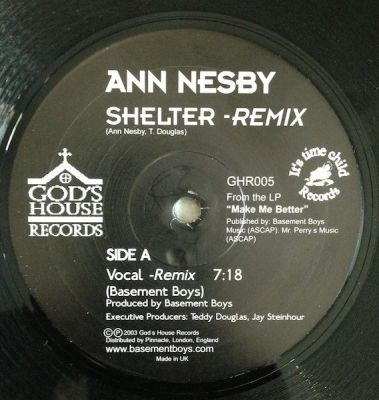 ANN NESBY
SHELTER -REMIX
(Ann Nesby, T. Douglas)
GOD'S
HOUSE
RECORDS
It's time child
Records
GHR005
From the LP
"Make Me Better"
Published by: Basement Boys
Music (ASCAP). Mr. Perry s Music
(ASCAP)
SIDE A
Vocal -Remix 7:18
(Basement Boys)
Produced by Basement Boys
Executive Producers: Teddy Douglas, Jay Steinhour
Ⓟ © 2003 God s House Records
Distributed by Pinnacle, London, England
www.basementboys.com
Made in UK